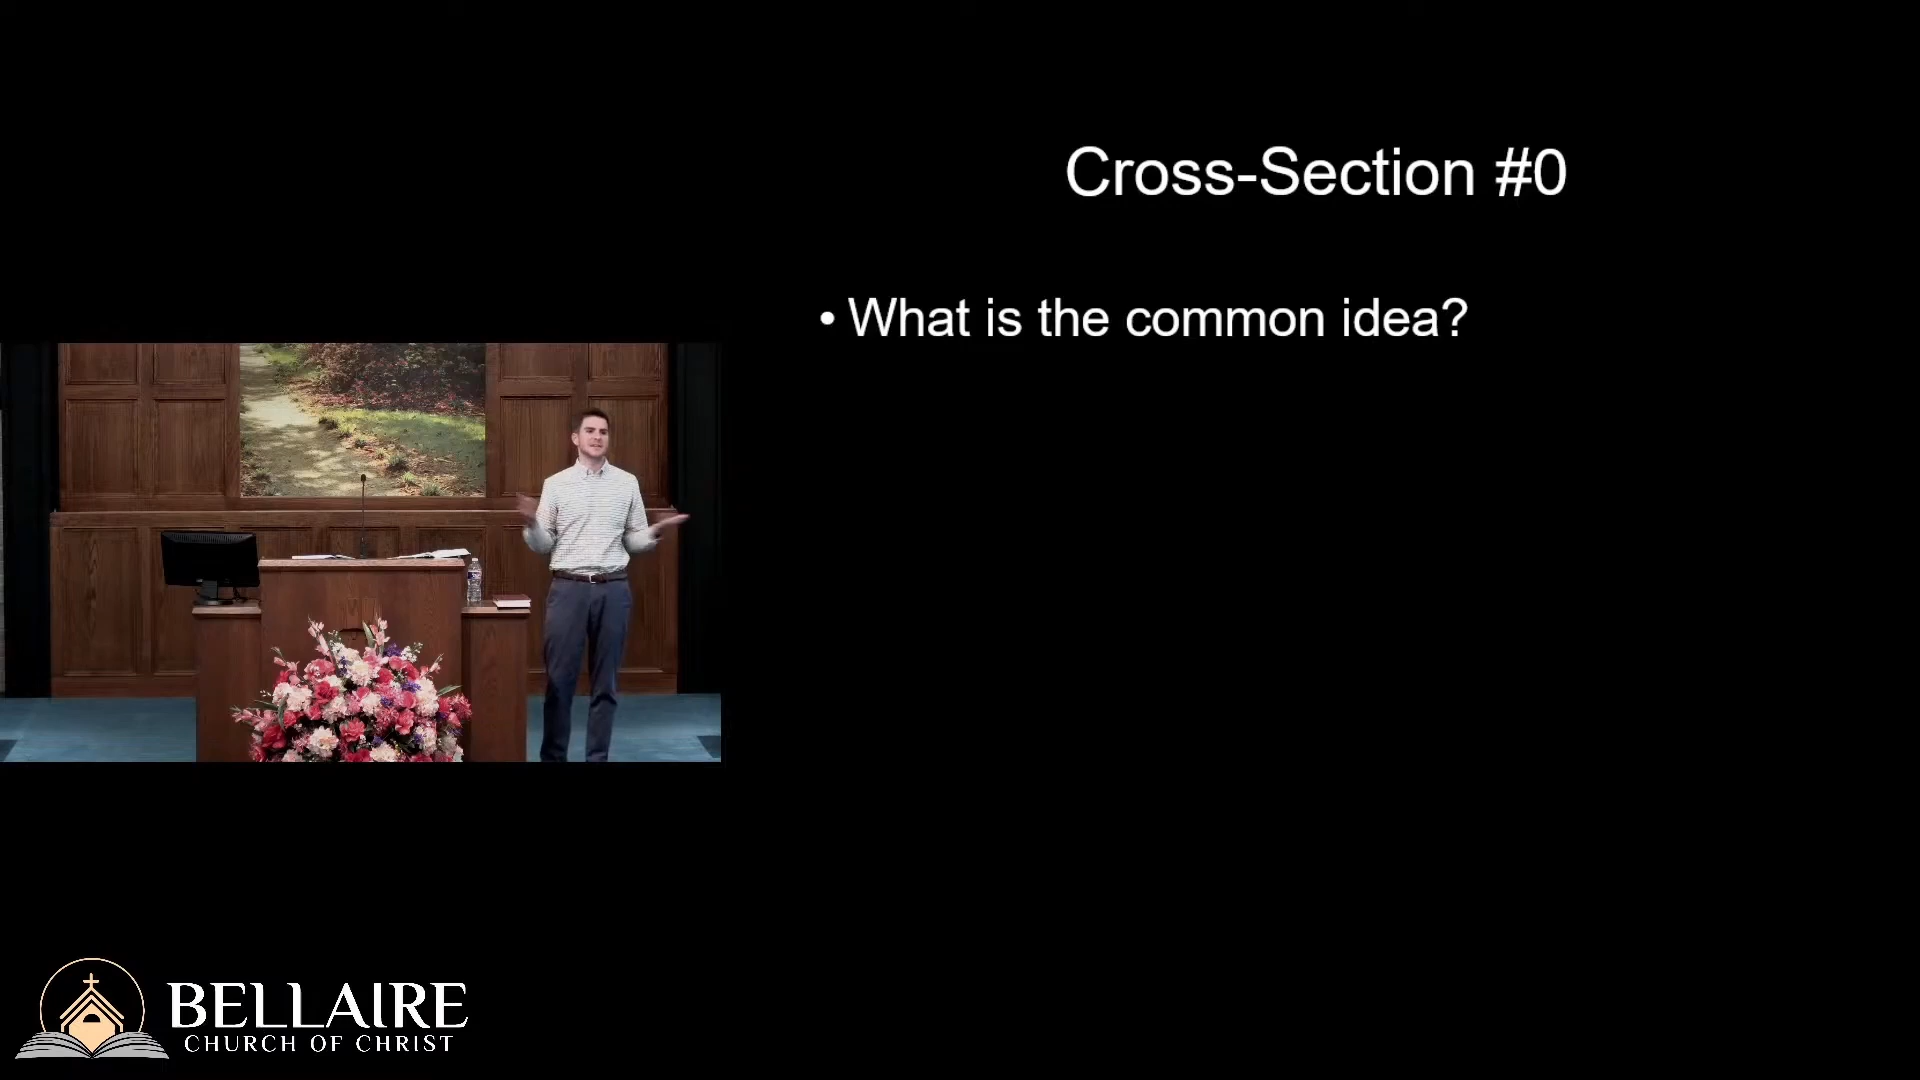 Cross-Section #0
• What is the common idea?
BELLAIRE
CHURCH OF CHRIST